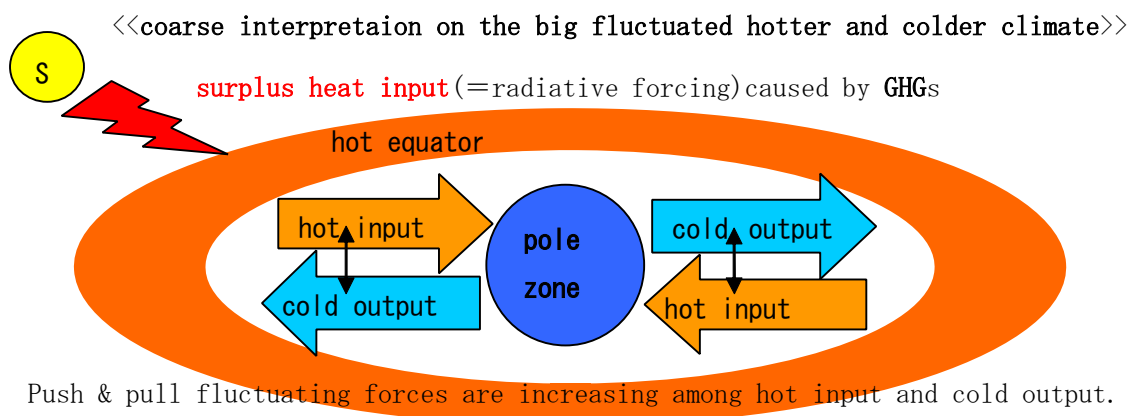 <<coarse interpretaion on the big fluctuated hotter and colder climate>>
S
surplus heat input(=radiative forcing)caused by GHGs
hot equator
hot input
cold output
pole
zone
cold output
hot input
Push & pull fluctuating forces are increasing among hot input and cold output.